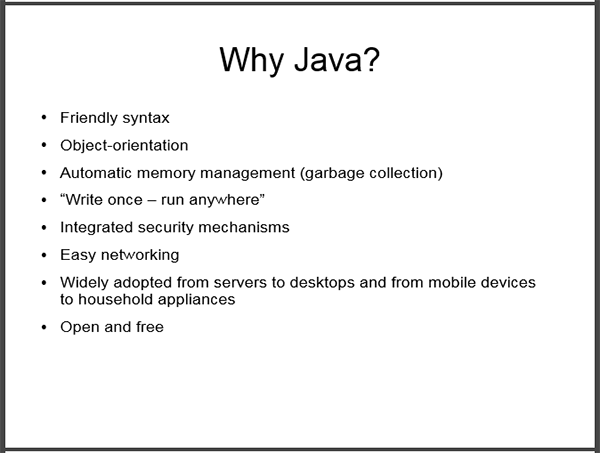 Why Java?
• Friendly syntax
• Object-orientation
• Automatic memory management (garbage collection)
• “Write once – run anywhere”
• Integrated security mechanisms
• Easy networking
• Widely adopted from servers to desktops and from mobile devices
to household appliances
• Open and free